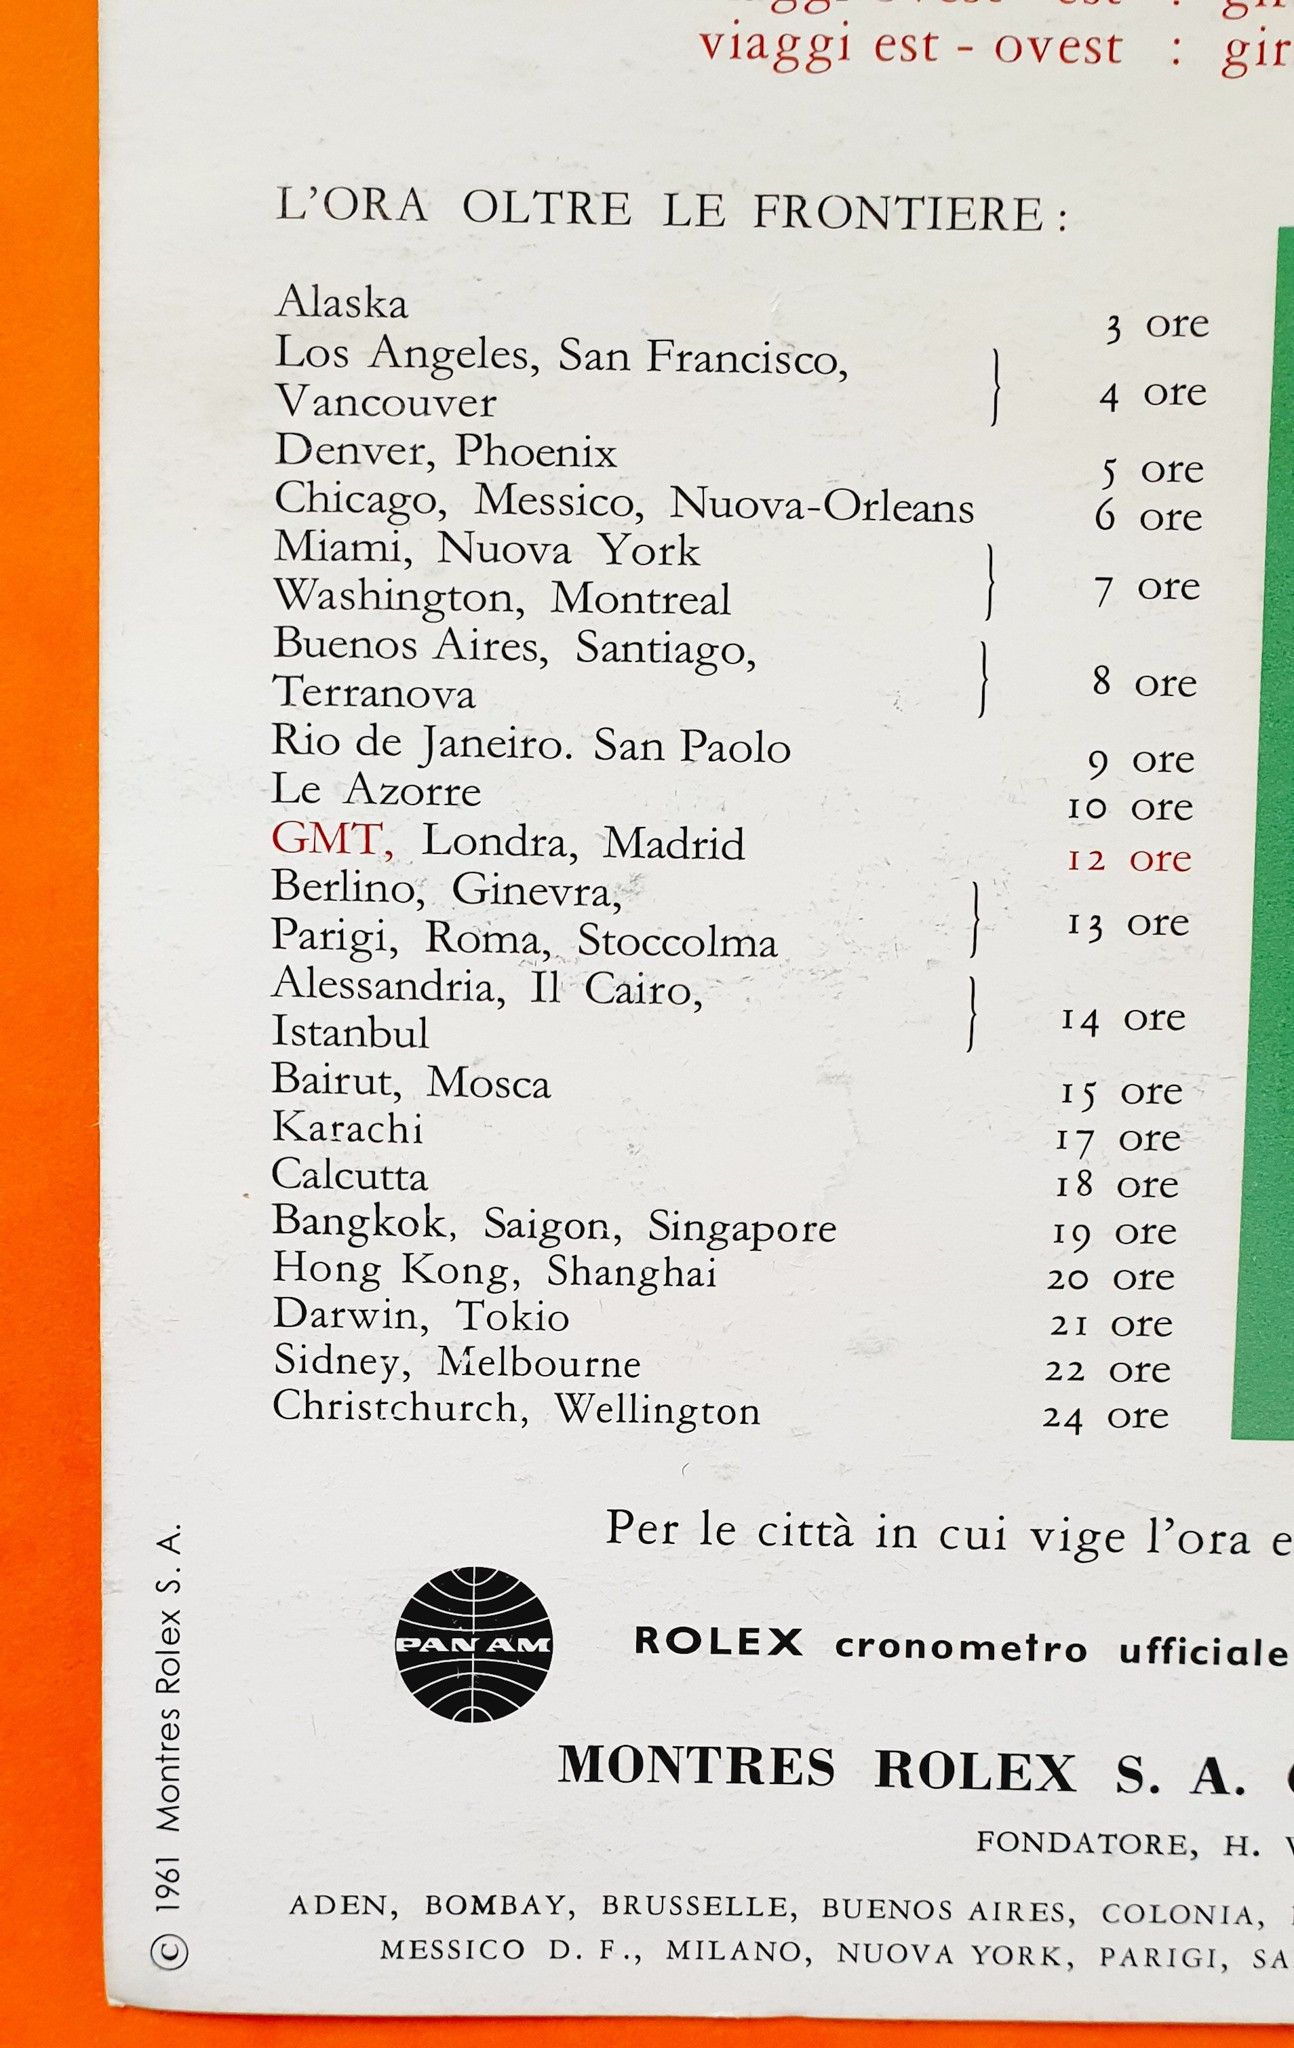 viaggi est - ovest : gir
L'ORA OLTRE LE FRONTIERE :
Alaska 3 ore
Los Angeles, San Francisco,
Vancouver } 4 ore
Denver, Phoenix 5 ore
Chicago, Messico, Nuova-Orleans 6 ore
Miami, Nuova York
Washington, Montreal } 7 ore
Buenos Aires, Santiago,
Terranova } 8 ore
Rio de Janeiro. San Paolo 9 ore
Le Azorre 10 ore
GMT, Londra, Madrid 12 ore
Berlino, Ginevra,
Parigi, Roma, Stoccolma } 13 ore
Alessandria, Il Cairo,
Istanbul } 14 ore
Bairut, Mosca 15 ore
Karachi 17 ore
Calcutta 18 ore
Bangkok, Saigon, Singapore 19 ore
Hong Kong, Shanghai 20 ore
Darwin, Tokio 21 ore
Sidney, Melbourne 22 ore
Christchurch, Wellington 24 ore
Per le città in cui vige l'ora e
PAN AM
ROLEX cronometro ufficiale
MONTRES ROLEX S. A.
FONDATORE, H.
ADEN, BOMBAY, BRUSSELLE, BUENOS AIRES, COLONIA,
MESSICO D. F., MILANO, NUOVA YORK, PARIGI, SA
© 1961 Montres Rolex S. A.